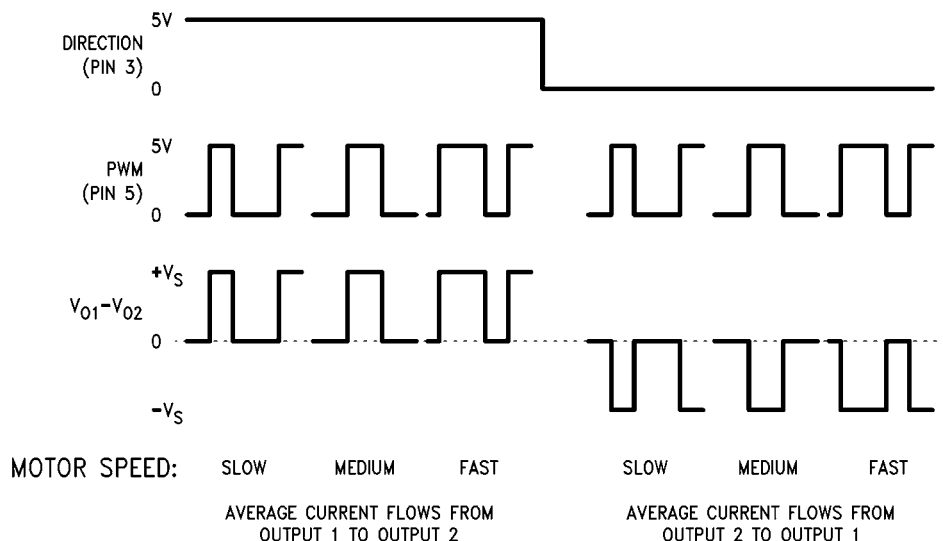 5V
DIRECTION
(PIN 3)
0
5V
PWM
(PIN 5)
0
+VS
VO1−VO2
0
−VS
MOTOR SPEED: SLOW MEDIUM FAST SLOW MEDIUM FAST
AVERAGE CURRENT FLOWS FROM
OUTPUT 1 TO OUTPUT 2
AVERAGE CURRENT FLOWS FROM
OUTPUT 2 TO OUTPUT 1